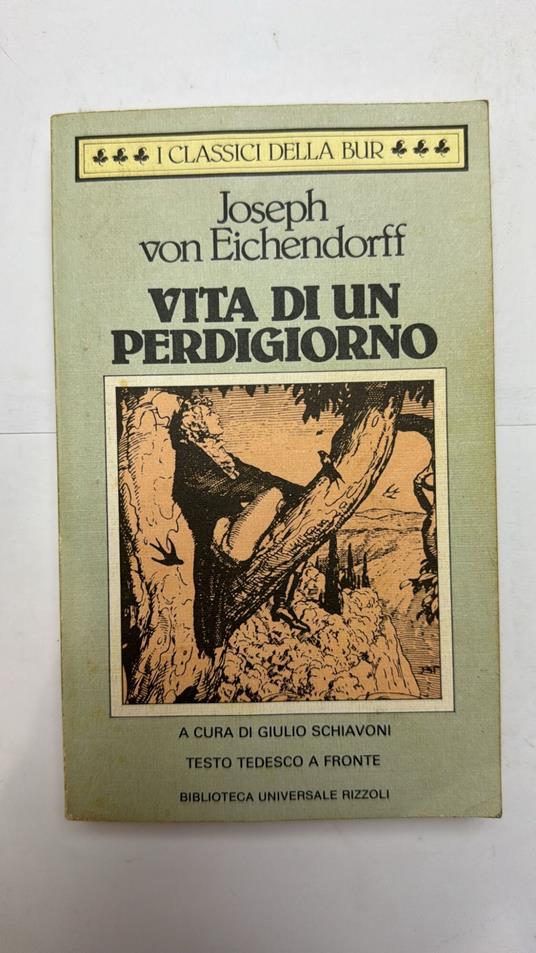 I CLASSICI DELLA BUR
Joseph
von Eichendorff
VITA DI UN
PERDIGIORNO
A CURA DI GIULIO SCHIAVONI
TESTO TEDESCO A FRONTE
BIBLIOTECA UNIVERSALE RIZZOLI